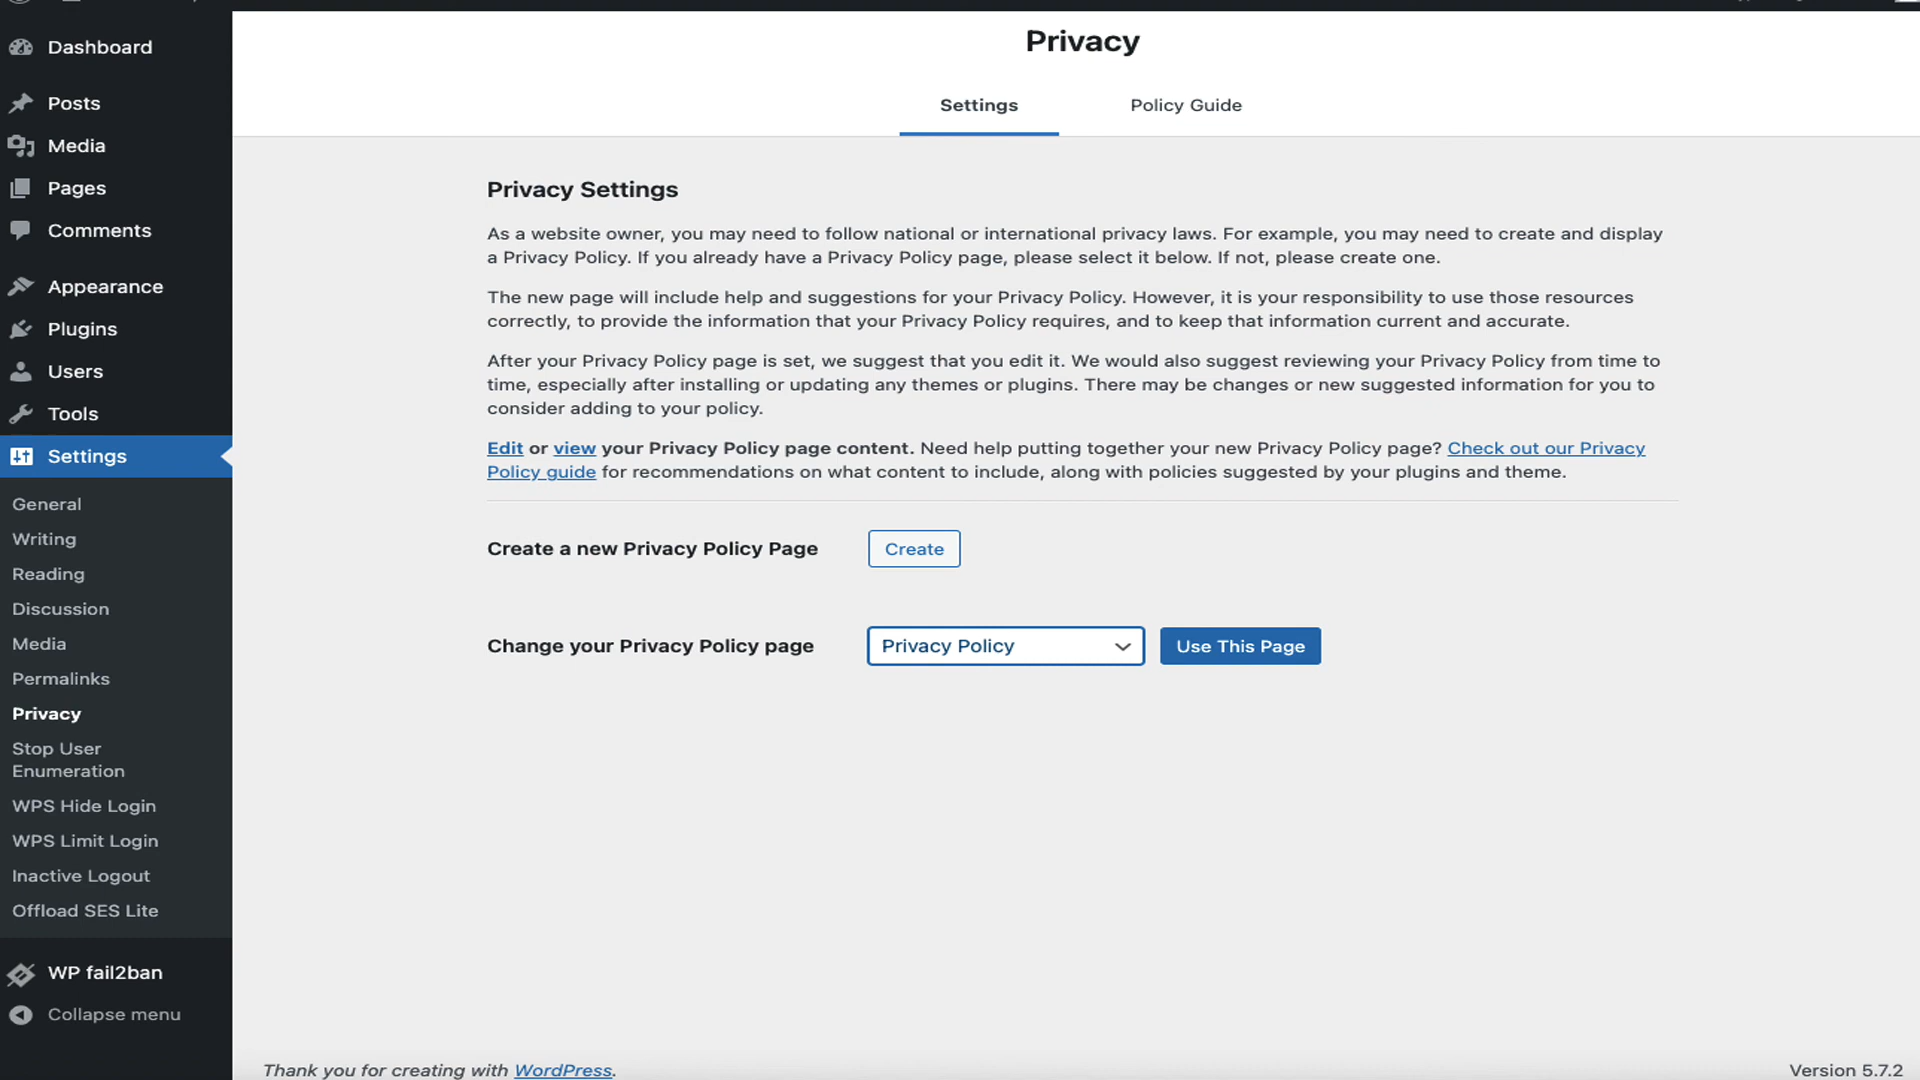 Dashboard
Posts
Media
Pages
Comments
Appearance
Plugins
Users
Tools
Settings
General
Writing
Reading
Discussion
Media
Permalinks
Privacy
Stop User
Enumeration
WPS Hide Login
WPS Limit Login
Inactive Logout
Offload SES Lite
WP fail2ban
Collapse menu
Privacy
Settings
Policy Guide
Privacy Settings
As a website owner, you may need to follow national or international privacy laws. For example, you may need to create and display
a Privacy Policy. If you already have a Privacy Policy page, please select it below. If not, please create one.
The new page will include help and suggestions for your Privacy Policy. However, it is your responsibility to use those resources
correctly, to provide the information that your Privacy Policy requires, and to keep that information current and accurate.
After your Privacy Policy page is set, we suggest that you edit it. We would also suggest reviewing your Privacy Policy from time to
time, especially after installing or updating any themes or plugins. There may be changes or new suggested information for you to
consider adding to your policy.
Edit or view your Privacy Policy page content. Need help putting together your new Privacy Policy page? Check out our Privacy
Policy guide for recommendations on what content to include, along with policies suggested by your plugins and theme.
Create a new Privacy Policy Page
Create
Change your Privacy Policy page
Privacy Policy
Use This Page
Thank you for creating with WordPress.
Version 5.7.2